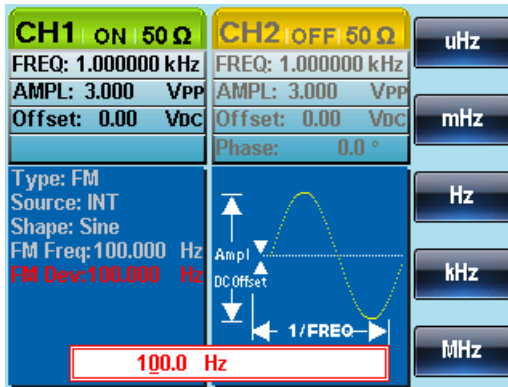 CH1 ON 50 Ω
FREQ: 1.000000 kHz
AMPL: 3.000 VPP
Offset: 0.00 VDC
CH2 OFF 50 Ω
FREQ: 1.000000 kHz
AMPL: 3.000 VPP
Offset: 0.00 VDC
Phase: 0.0 °
Type: FM
Source: INT
Shape: Sine
FM Freq:100.000 Hz
FM Dev:100.000 Hz
Ampl
DC Offset
1/FREQ
100.0 Hz
uHz
mHz
Hz
kHz
MHz